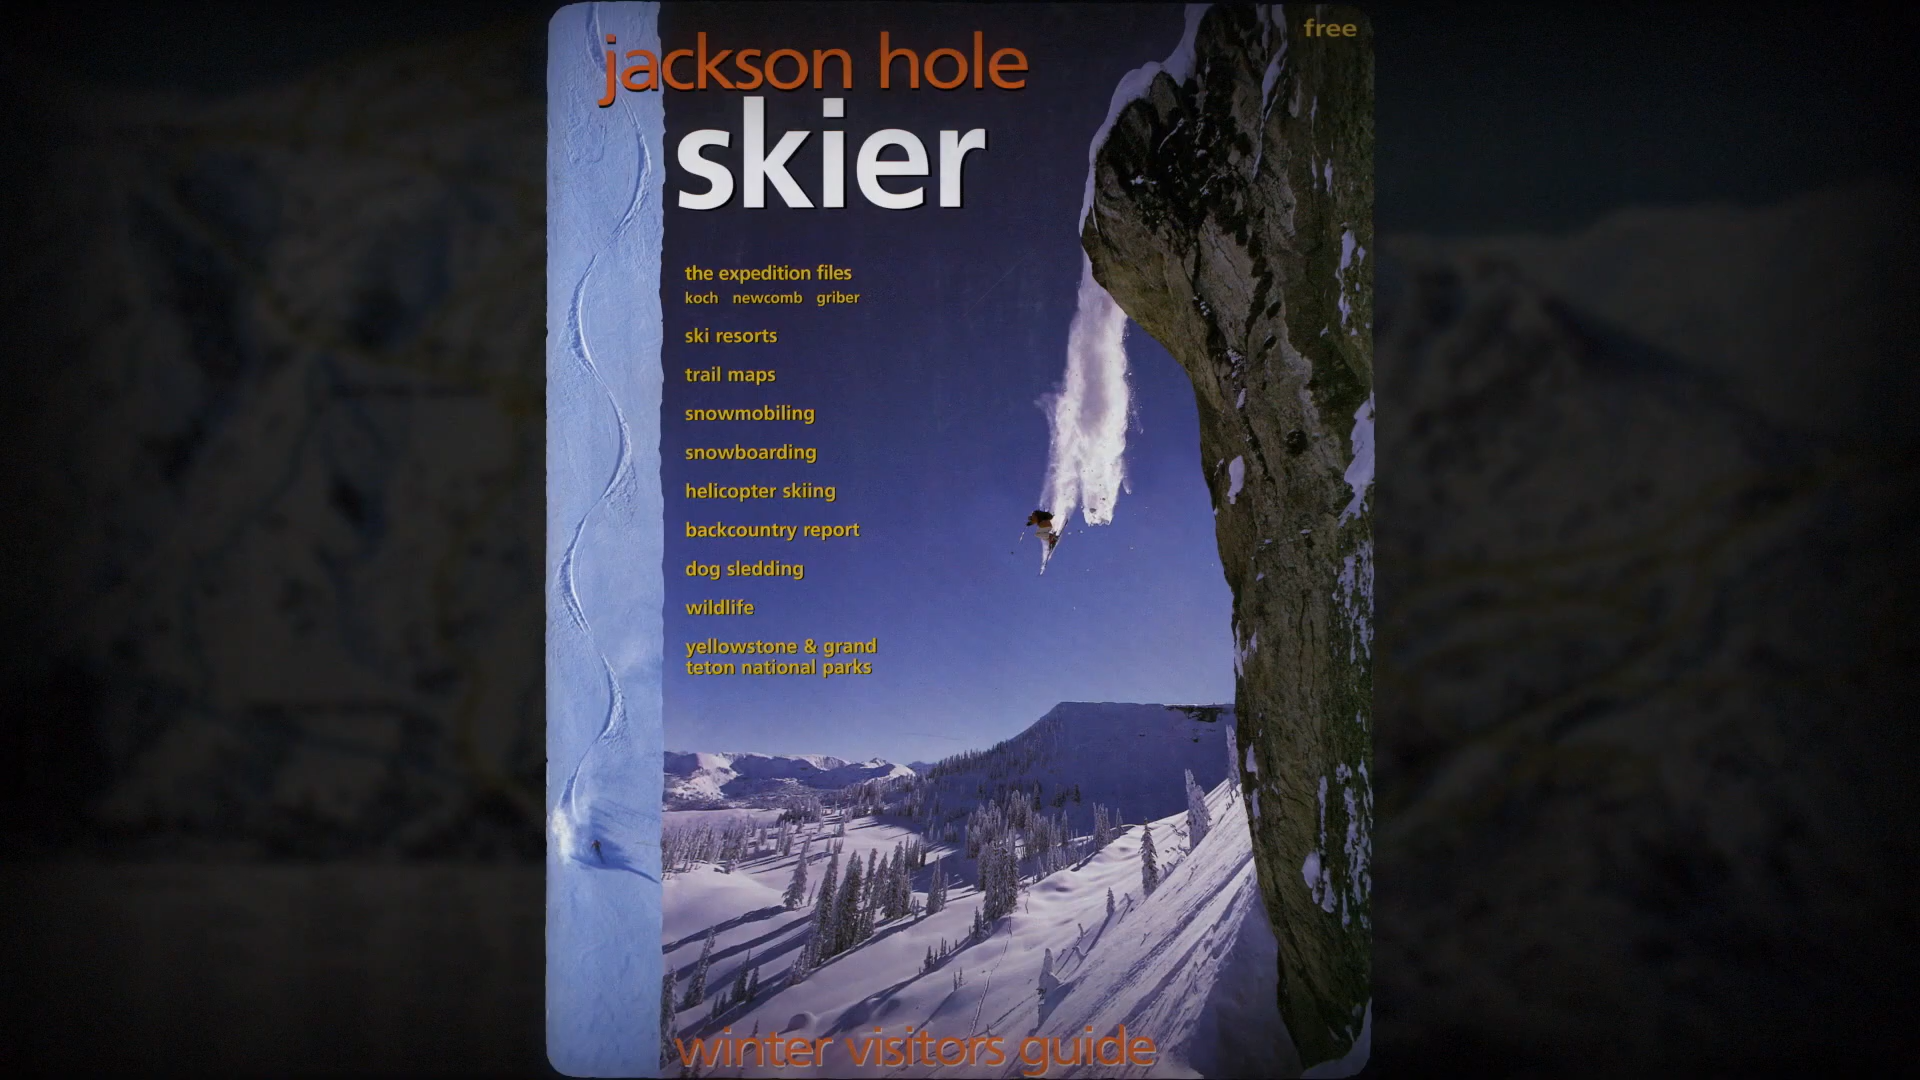 free
jackson hole
skier
the expedition files
koch newcomb griber
ski resorts
trail maps
snowmobiling
snowboarding
helicopter skiing
backcountry report
dog sledding
wildlife
yellowstone & grand
teton national parks
winter visitors guide